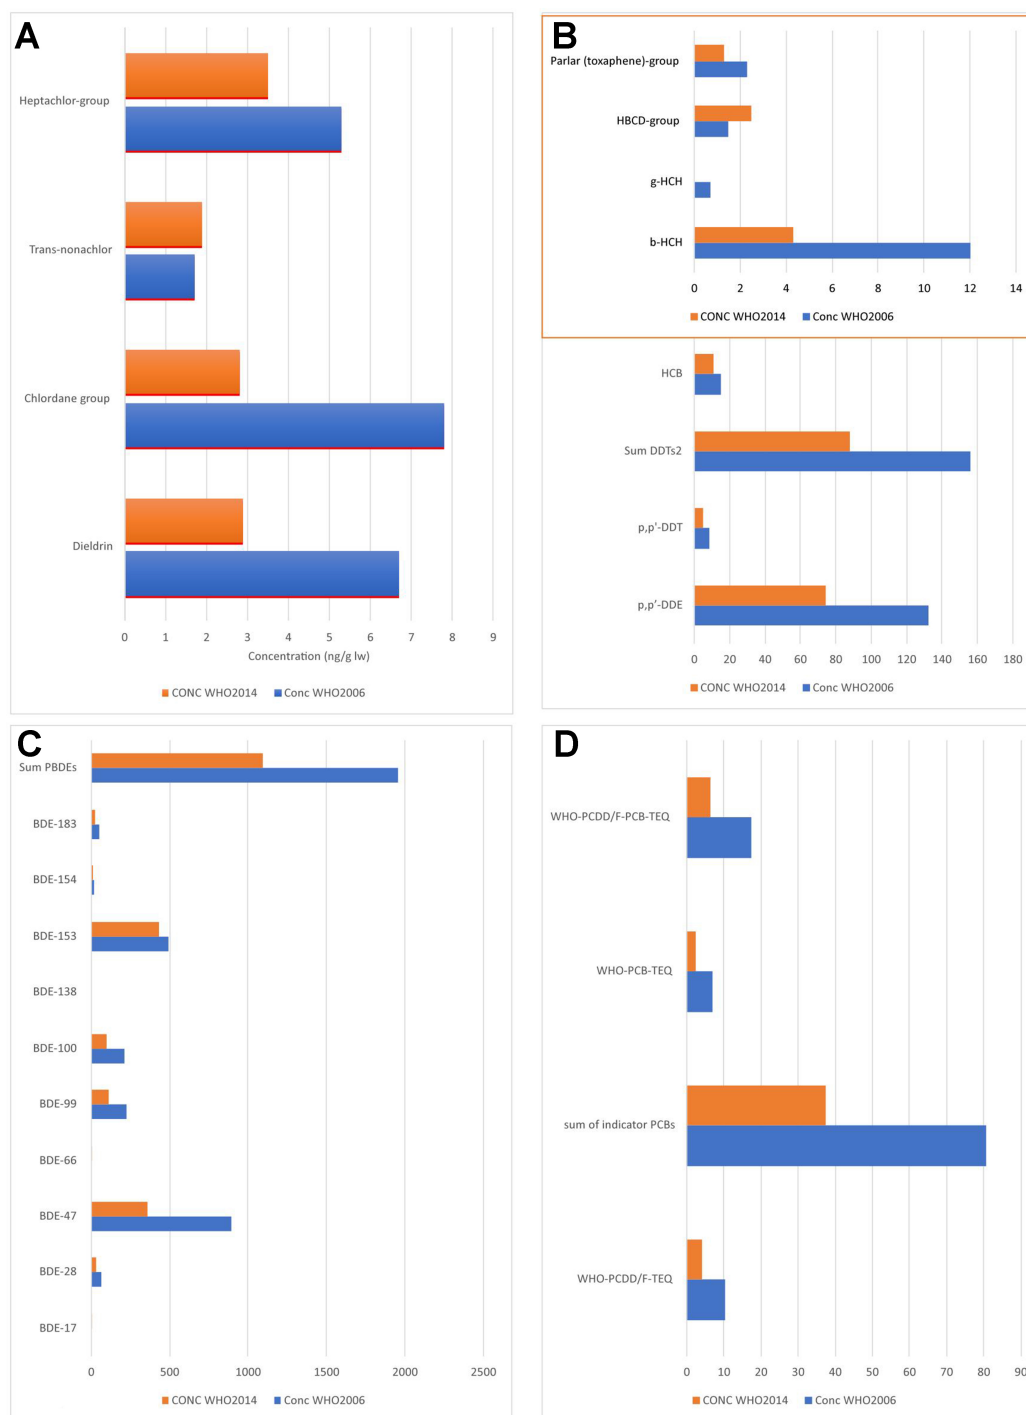 A
Heptachlor-group
Trans-nonachlor
Chlordane group
Dieldrin
0 1 2 3 4 5 6 7 8 9
Concentration (ng/g lw)
CONC WHO2014 Conc WHO2006
B
Parlar (toxaphene)-group
HBCD-group
g-HCH
b-HCH
0 2 4 6 8 10 12 14
CONC WHO2014 Conc WHO2006
HCB
Sum DDTs2
p,p'-DDT
p,p’-DDE
0 20 40 60 80 100 120 140 160 180
CONC WHO2014 Conc WHO2006
C
Sum PBDEs
BDE-183
BDE-154
BDE-153
BDE-138
BDE-100
BDE-99
BDE-66
BDE-47
BDE-28
BDE-17
0 500 1000 1500 2000 2500
CONC WHO2014 Conc WHO2006
D
WHO-PCDD/F-PCB-TEQ
WHO-PCB-TEQ
sum of indicator PCBs
WHO-PCDD/F-TEQ
0 10 20 30 40 50 60 70 80 90
CONC WHO2014 Conc WHO2006